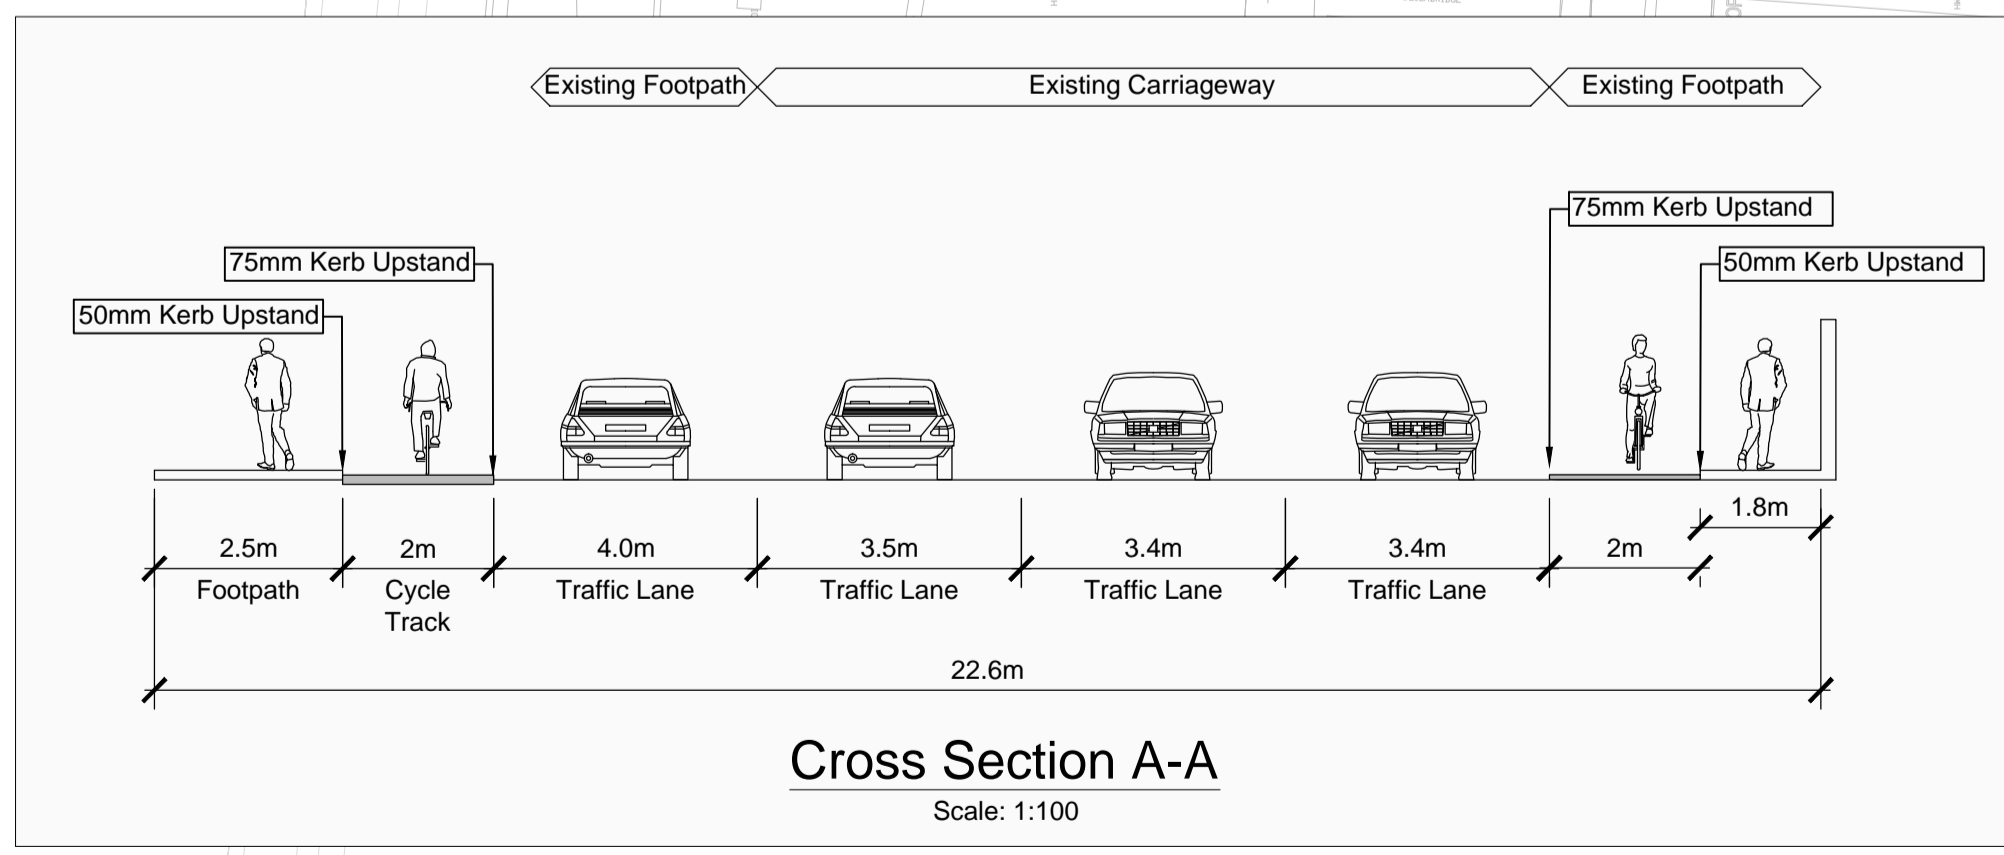 Existing Footpath
Existing Carriageway
Existing Footpath
75mm Kerb Upstand
50mm Kerb Upstand
75mm Kerb Upstand
50mm Kerb Upstand
1.8m
2.5m
2m
4.0m
3.5m
3.4m
3.4m
2m
Footpath
Cycle
Track
Traffic Lane
Traffic Lane
Traffic Lane
Traffic Lane
22.6m
Cross Section A-A
Scale: 1:100